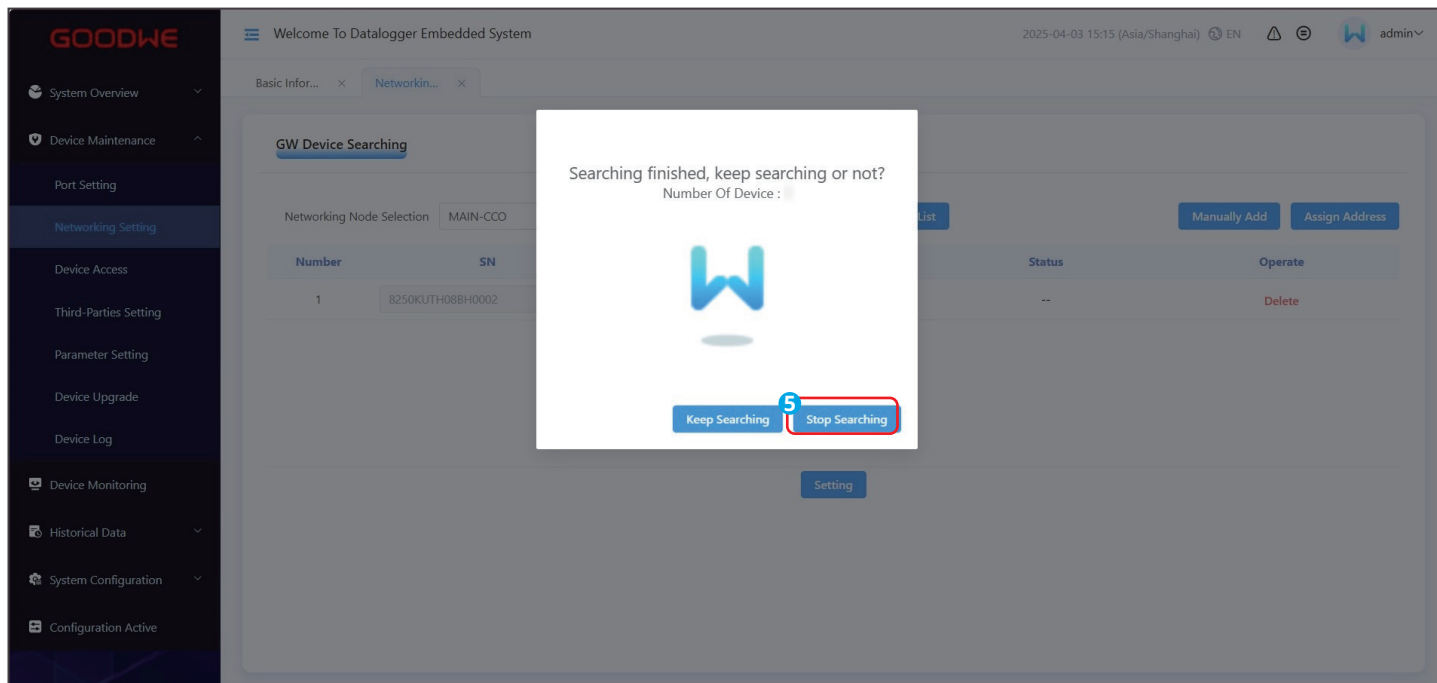 GOODWE
Welcome To Datalogger Embedded System
2025-04-03 15:15 (Asia/Shanghai) EN
admin
System Overview
Device Maintenance
Port Setting
Networking Setting
Device Access
Third-Parties Setting
Parameter Setting
Device Upgrade
Device Log
Device Monitoring
Historical Data
System Configuration
Configuration Active
Basic Infor... × Networkin... ×
GW Device Searching
Networking Node Selection MAIN-CCO
List
Manually Add Assign Address
Number SN Status Operate
1 8250KUTH08BH0002 -- Delete
Setting
Searching finished, keep searching or not?
Number Of Device :
5
Keep Searching Stop Searching